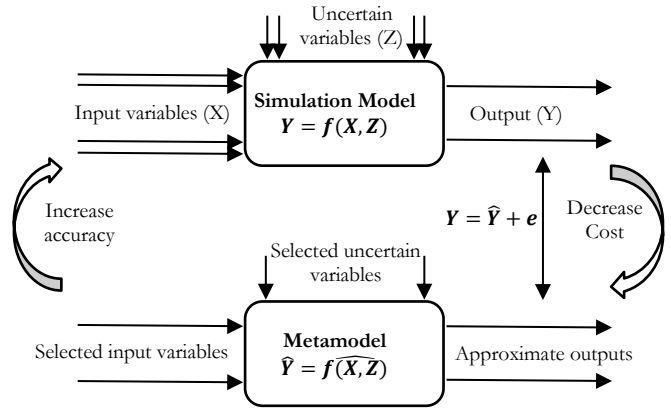 Uncertain
variables (Z)
Simulation Model
Y = f(X, Z)
Input variables (X)
Output (Y)
Increase
accuracy
Y = Ŷ + e
Decrease
Cost
Selected uncertain
variables
Metamodel
Ŷ = f(X, Z)^
Selected input variables
Approximate outputs